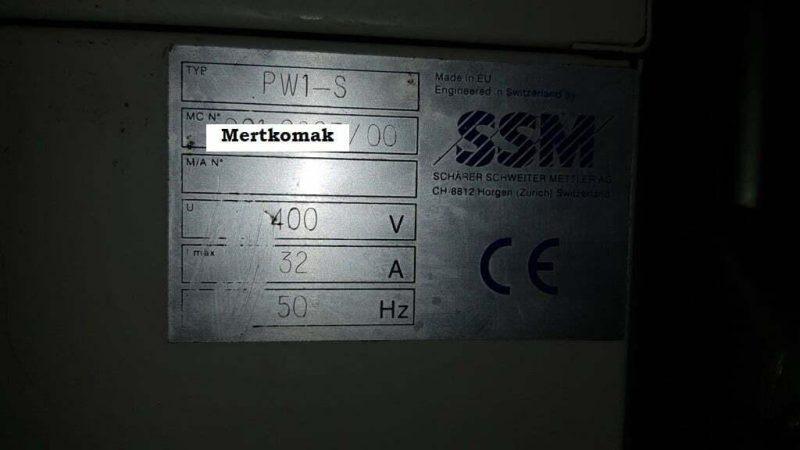 TYP PW1-S
MC N° /00
Mertkomak
M/A N°
U 400 V
I max 32 A
50 Hz
Made in EU
Engineered in Switzerland by
SSM
SCHÄRER SCHWEITER METTLER AG
CH-8812 Horgen (Zürich) Switzerland
CE